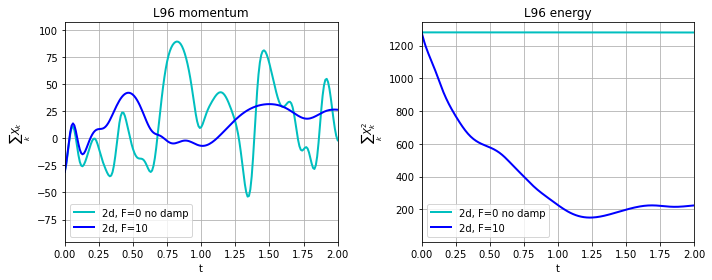 L96 momentum
100
75
50
25
0
−25
−50
−75
∑ X_k
k
2d, F=0 no damp
2d, F=10
0.00 0.25 0.50 0.75 1.00 1.25 1.50 1.75 2.00
t
L96 energy
1200
1000
800
600
400
200
∑ X_k^2
k
2d, F=0 no damp
2d, F=10
0.00 0.25 0.50 0.75 1.00 1.25 1.50 1.75 2.00
t